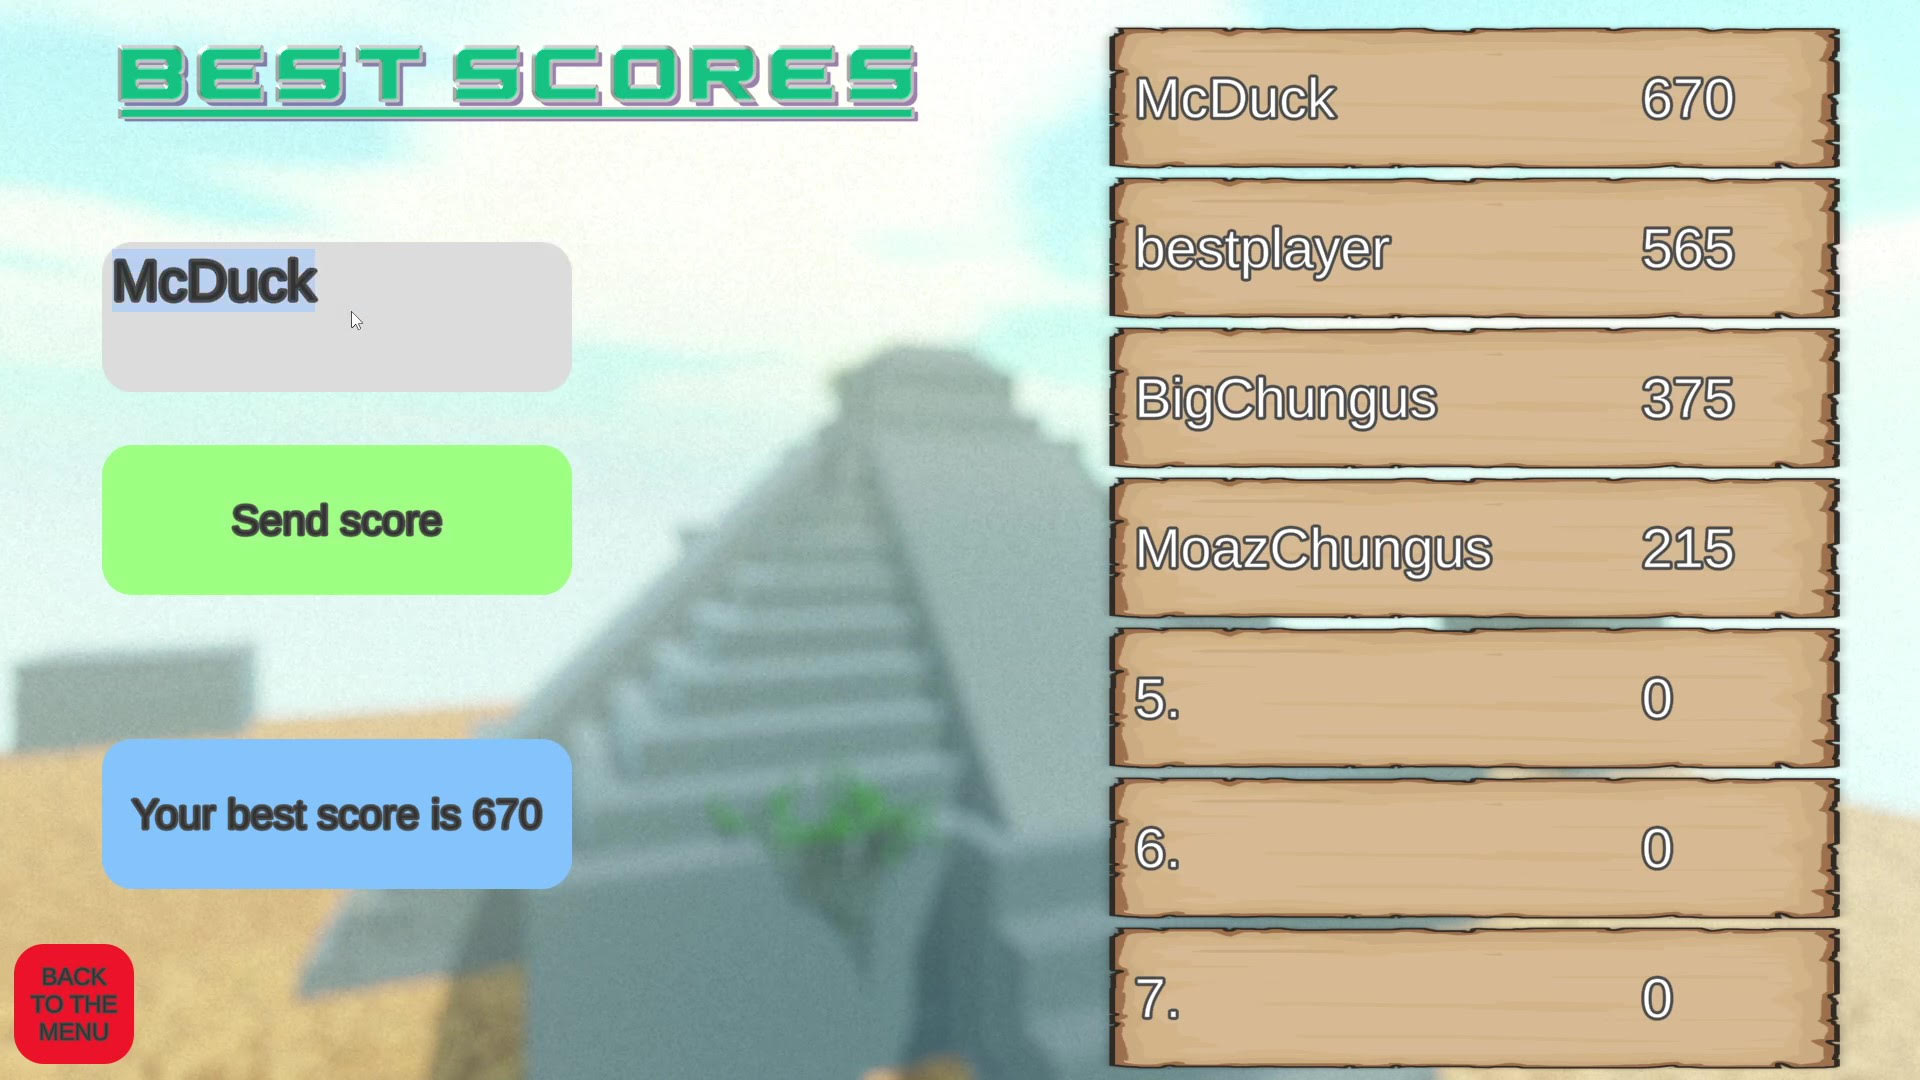 BEST SCORES
McDuck
Send score
Your best score is 670
BACK
TO THE
MENU
McDuck 670
bestplayer 565
BigChungus 375
MoazChungus 215
5. 0
6. 0
7. 0